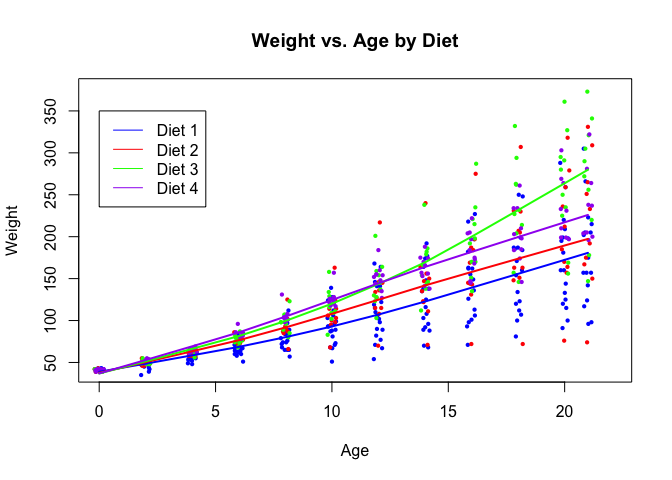 Weight vs. Age by Diet
Weight
350
300
250
200
150
100
50
Diet 1
Diet 2
Diet 3
Diet 4
0 5 10 15 20
Age